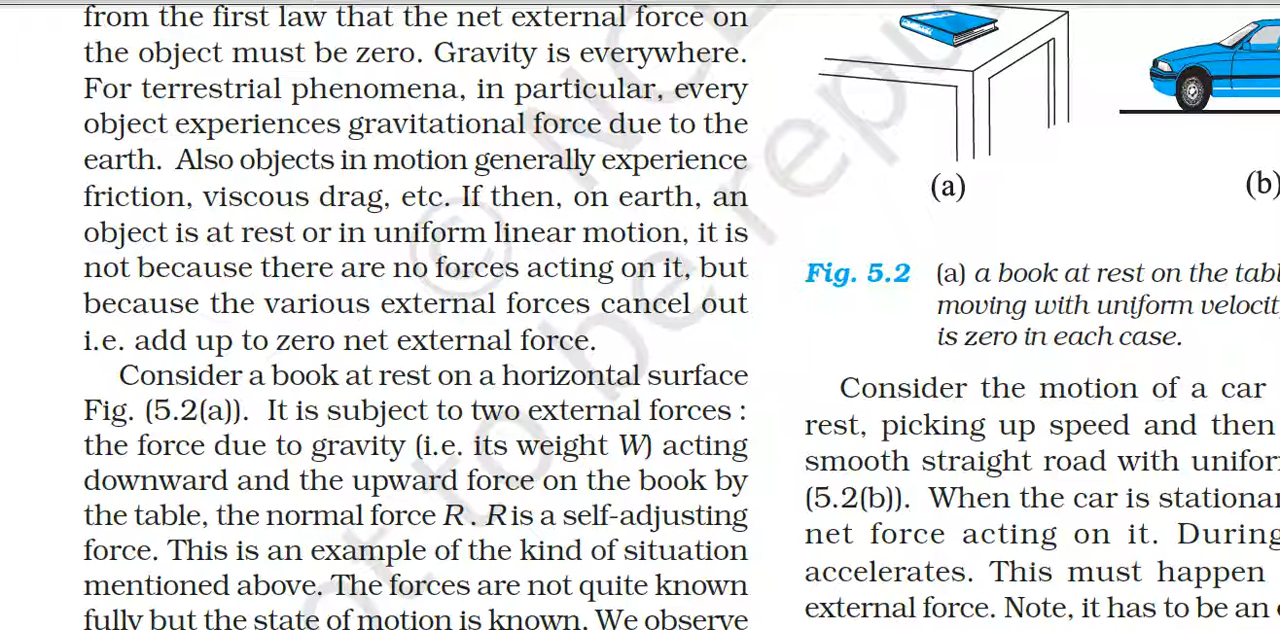 from the first law that the net external force on
the object must be zero. Gravity is everywhere.
For terrestrial phenomena, in particular, every
object experiences gravitational force due to the
earth. Also objects in motion generally experience
friction, viscous drag, etc. If then, on earth, an
object is at rest or in uniform linear motion, it is
not because there are no forces acting on it, but
because the various external forces cancel out
i.e. add up to zero net external force.
Consider a book at rest on a horizontal surface
Fig. (5.2(a)). It is subject to two external forces :
the force due to gravity (i.e. its weight W) acting
downward and the upward force on the book by
the table, the normal force R . R is a self-adjusting
force. This is an example of the kind of situation
mentioned above. The forces are not quite known
fully but the state of motion is known. We observe
(a)
(b)
Fig. 5.2 (a) a book at rest on the
moving with uniform
is zero in each case.
Consider the motion of a car
rest, picking up speed and then
smooth straight road with
(5.2(b)). When the car is
net force acting on it. During
accelerates. This must happen
external force. Note, it has to be an
© NCE
not to be repu